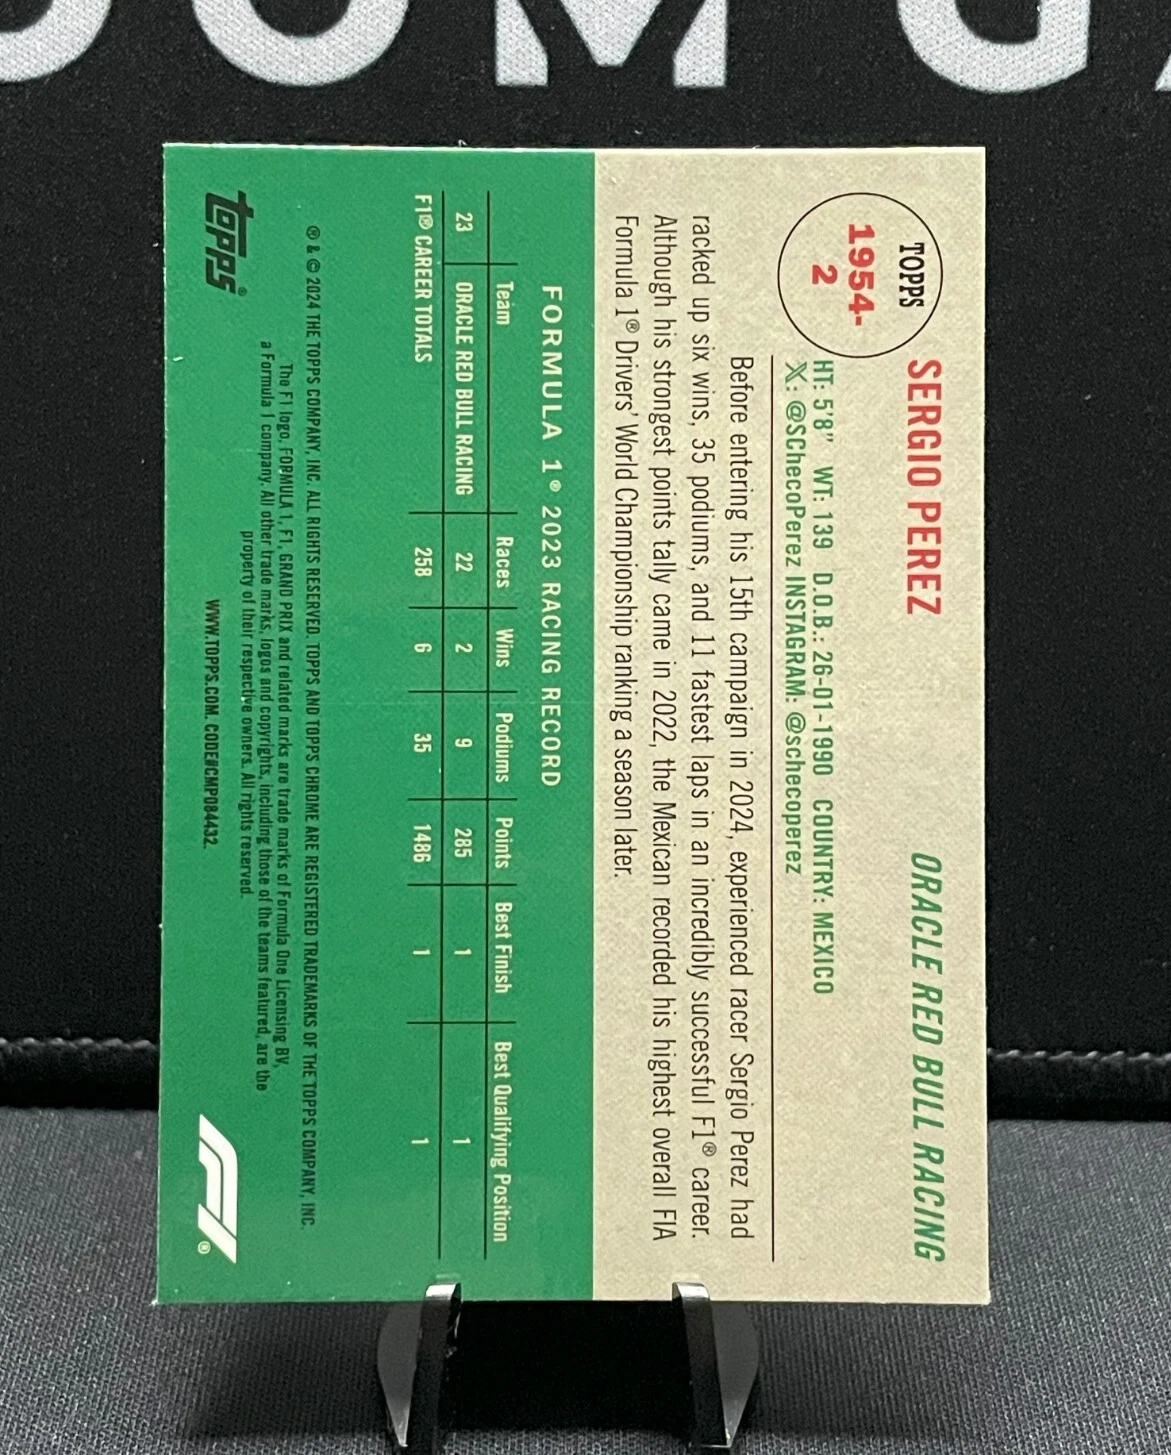 OOM GA
TOPPS
1954-
2
SERGIO PEREZ
ORACLE RED BULL RACING
HT: 5'8" WT: 139 D.O.B.: 26-01-1990 COUNTRY: MEXICO
X: @SChecoPerez INSTAGRAM: @schecoperez
Before entering his 15th campaign in 2024, experienced racer Sergio Perez had
racked up six wins, 35 podiums, and 11 fastest laps in an incredibly successful F1® career.
Although his strongest points tally came in 2022, the Mexican recorded his highest overall FIA
Formula 1® Drivers' World Championship ranking a season later.
FORMULA 1® 2023 RACING RECORD
Team Races Wins Podiums Points Best Finish Best Qualifying Position
23 ORACLE RED BULL RACING 22 2 9 285 1 1
F1® CAREER TOTALS 258 6 35 1486 1 1
® & © 2024 THE TOPPS COMPANY, INC. ALL RIGHTS RESERVED. TOPPS AND TOPPS CHROME ARE REGISTERED TRADEMARKS OF THE TOPPS COMPANY, INC.
The F1 logo, FORMULA 1, F1, GRAND PRIX and related marks are trade marks of Formula One Licensing BV,
a Formula 1 company. All other trade marks, logos and copyrights, including those of the teams featured, are the
property of their respective owners. All rights reserved.
topps® WWW.TOPPS.COM. CODE#CMP084432. F1®